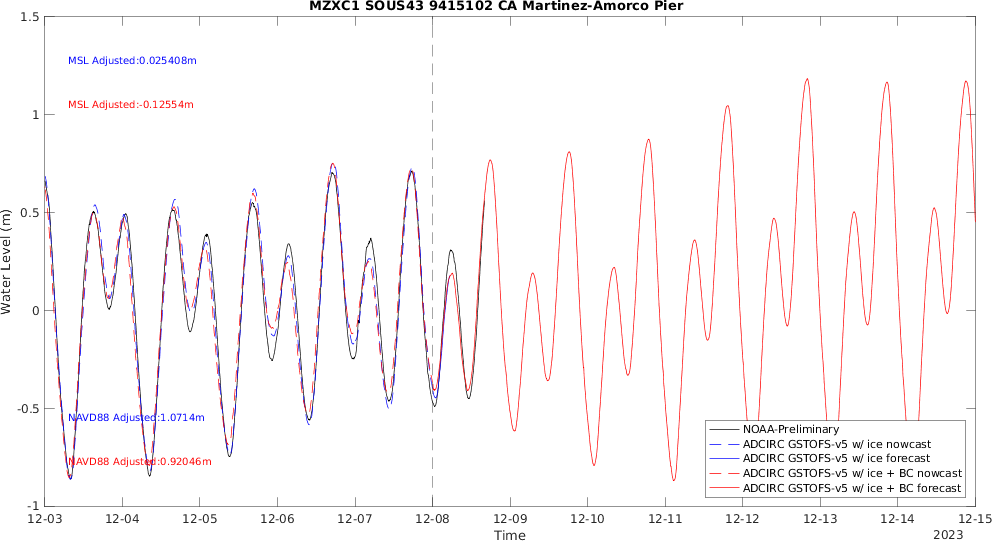 MZXC1 SOUS43 9415102 CA Martinez-Amorco Pier
1.5
1
0.5
0
-0.5
-1
Water Level (m)
MSL Adjusted:0.025408m
MSL Adjusted:-0.12554m
NAVD88 Adjusted:1.0714m
NAVD88 Adjusted:0.92046m
NOAA-Preliminary
ADCIRC GSTOFS-v5 w/ ice nowcast
ADCIRC GSTOFS-v5 w/ ice forecast
ADCIRC GSTOFS-v5 w/ ice + BC nowcast
ADCIRC GSTOFS-v5 w/ ice + BC forecast
12-03 12-04 12-05 12-06 12-07 12-08 12-09 12-10 12-11 12-12 12-13 12-14 12-15
Time
2023